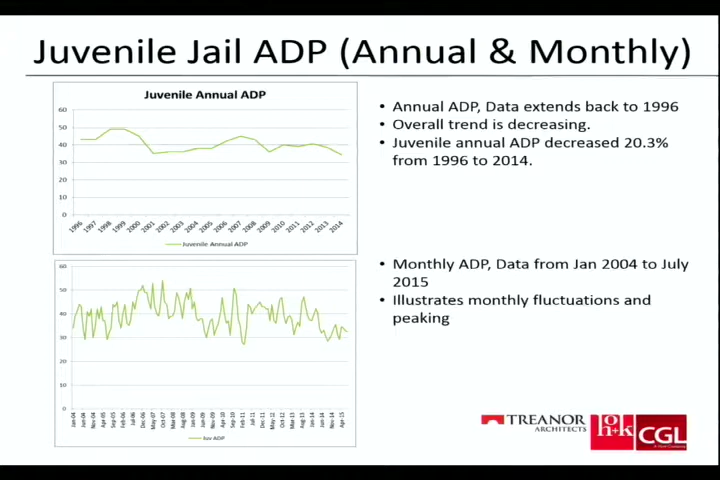 Juvenile Jail ADP (Annual & Monthly)
Juvenile Annual ADP
60
50
40
30
20
10
0
1996 1997 1998 1999 2000 2001 2002 2003 2004 2005 2006 2007 2008 2009 2010 2011 2012 2013 2014
Juvenile Annual ADP
• Annual ADP, Data extends back to 1996
• Overall trend is decreasing.
• Juvenile annual ADP decreased 20.3%
from 1996 to 2014.
60
50
40
30
20
10
0
Jan-04 Jun-04 Nov-04 Apr-05 Sep-05 Feb-06 Jul-06 Dec-06 May-07 Oct-07 Mar-08 Aug-08 Jan-09 Jun-09 Nov-09 Apr-10 Sep-10 Feb-11 Jul-11 Dec-11 May-12 Oct-12 Mar-13 Aug-13 Jan-14 Jun-14 Nov-14 Apr-15
Juv ADP
• Monthly ADP, Data from Jan 2004 to July
2015
• Illustrates monthly fluctuations and
peaking
TREANOR
ARCHITECTS
ho+k
CGL